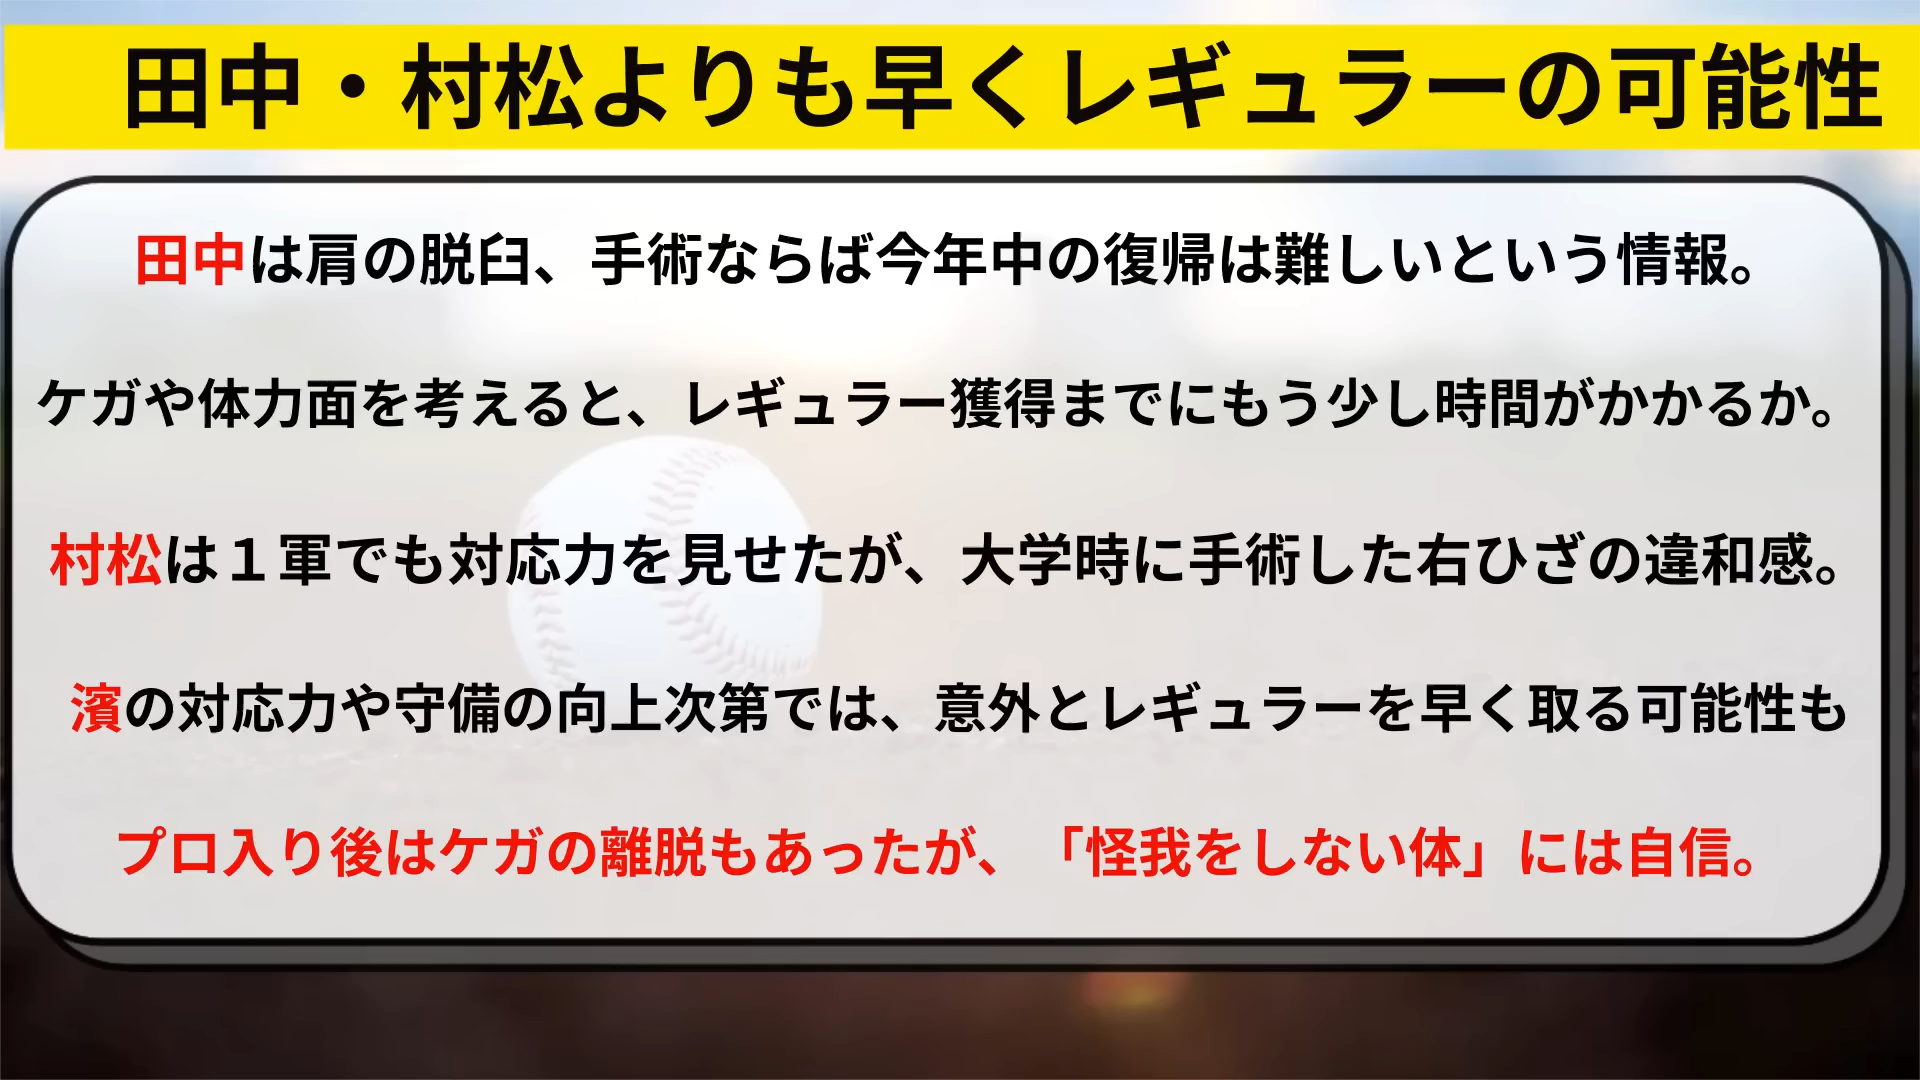 田中・村松よりも早くレギュラーの可能性
田中は肩の脱臼、手術ならば今年中の復帰は難しいという情報。
ケガや体力面を考えると、レギュラー獲得までにもう少し時間がかかるか。
村松は１軍でも対応力を見せたが、大学時に手術した右ひざの違和感。
濱の対応力や守備の向上次第では、意外とレギュラーを早く取る可能性も
プロ入り後はケガの離脱もあったが、「怪我をしない体」には自信。